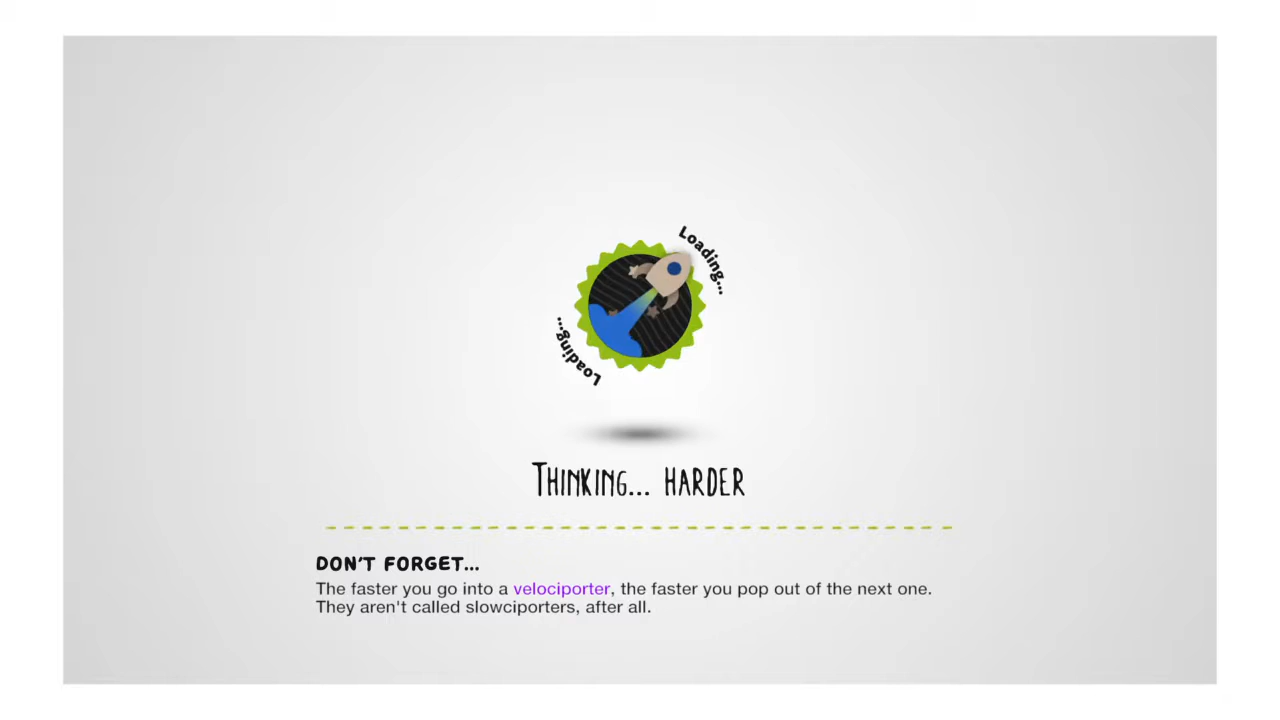 Loading...
Loading...
THINKING... HARDER
DON'T FORGET...
The faster you go into a velociporter, the faster you pop out of the next one.
They aren't called slowciporters, after all.